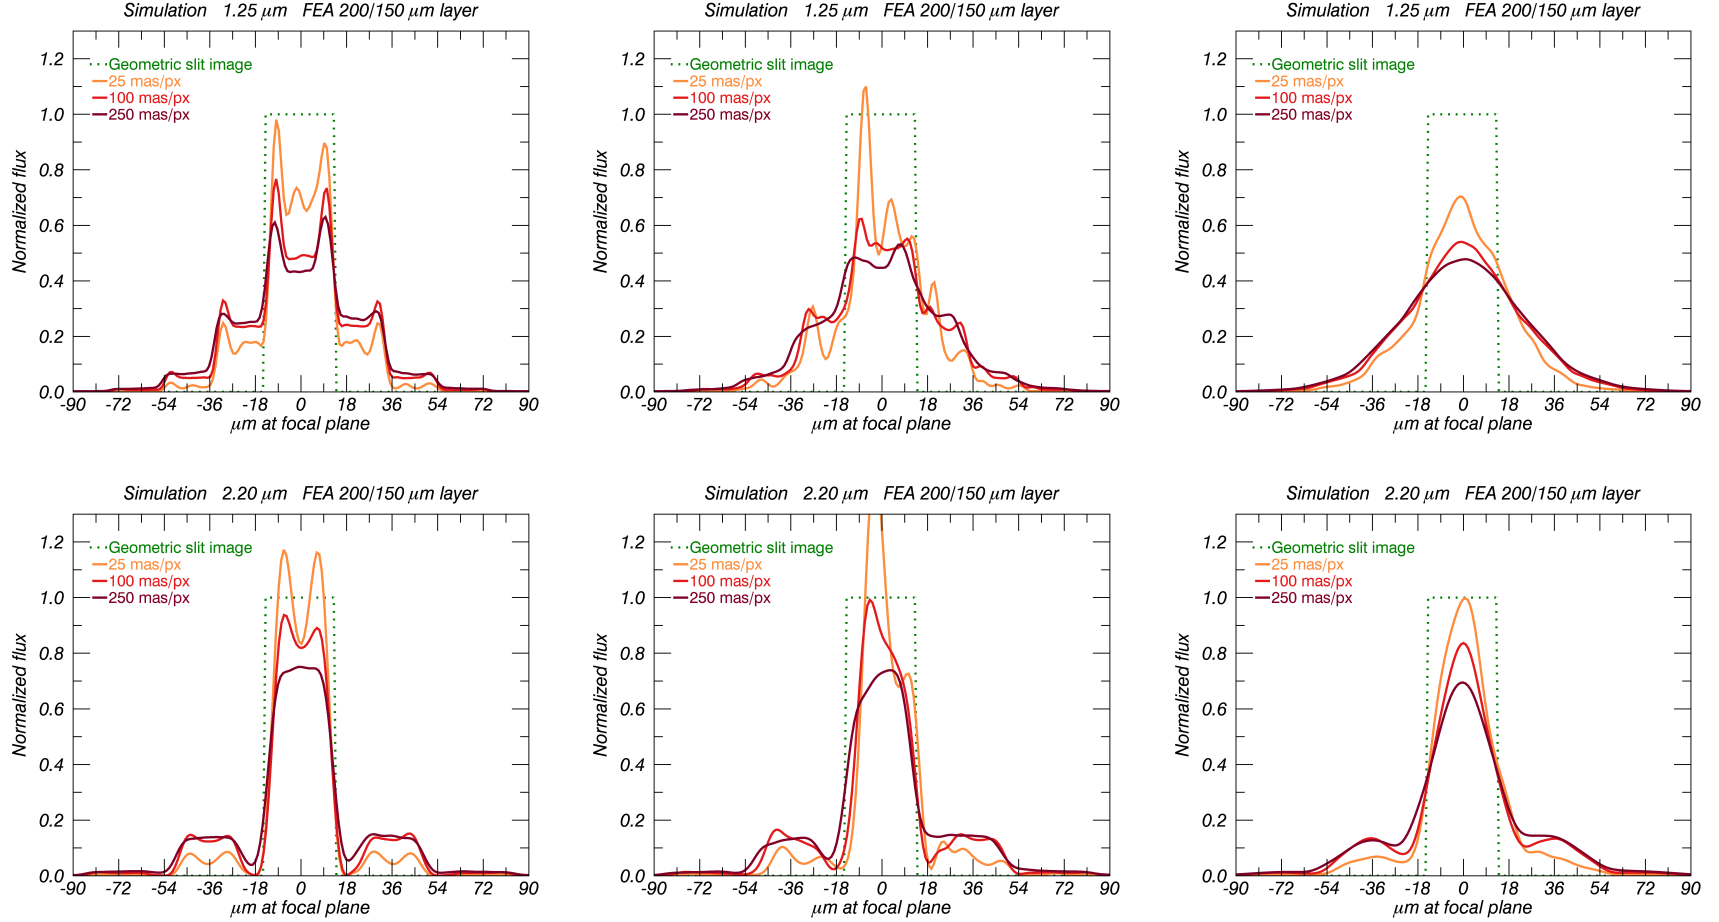 Simulation 1.25 μm FEA 200/150 μm layer
Normalized flux
1.2
1.0
0.8
0.6
0.4
0.2
0.0
Geometric slit image
25 mas/px
100 mas/px
250 mas/px
-90 -72 -54 -36 -18 0 18 36 54 72 90
μm at focal plane
Simulation 1.25 μm FEA 200/150 μm layer
Normalized flux
1.2
1.0
0.8
0.6
0.4
0.2
0.0
Geometric slit image
25 mas/px
100 mas/px
250 mas/px
-90 -72 -54 -36 -18 0 18 36 54 72 90
μm at focal plane
Simulation 1.25 μm FEA 200/150 μm layer
Normalized flux
1.2
1.0
0.8
0.6
0.4
0.2
0.0
Geometric slit image
25 mas/px
100 mas/px
250 mas/px
-90 -72 -54 -36 -18 0 18 36 54 72 90
μm at focal plane
Simulation 2.20 μm FEA 200/150 μm layer
Normalized flux
1.2
1.0
0.8
0.6
0.4
0.2
0.0
Geometric slit image
25 mas/px
100 mas/px
250 mas/px
-90 -72 -54 -36 -18 0 18 36 54 72 90
μm at focal plane
Simulation 2.20 μm FEA 200/150 μm layer
Normalized flux
1.2
1.0
0.8
0.6
0.4
0.2
0.0
Geometric slit image
25 mas/px
100 mas/px
250 mas/px
-90 -72 -54 -36 -18 0 18 36 54 72 90
μm at focal plane
Simulation 2.20 μm FEA 200/150 μm layer
Normalized flux
1.2
1.0
0.8
0.6
0.4
0.2
0.0
Geometric slit image
25 mas/px
100 mas/px
250 mas/px
-90 -72 -54 -36 -18 0 18 36 54 72 90
μm at focal plane